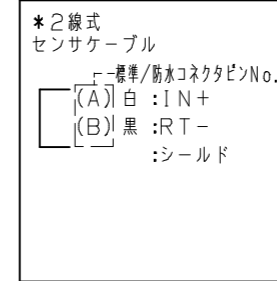 *2線式
センサケーブル
標準/防水コネクタピンNo.
(A) 白 :IN+
(B) 黒 :RT-
:シールド